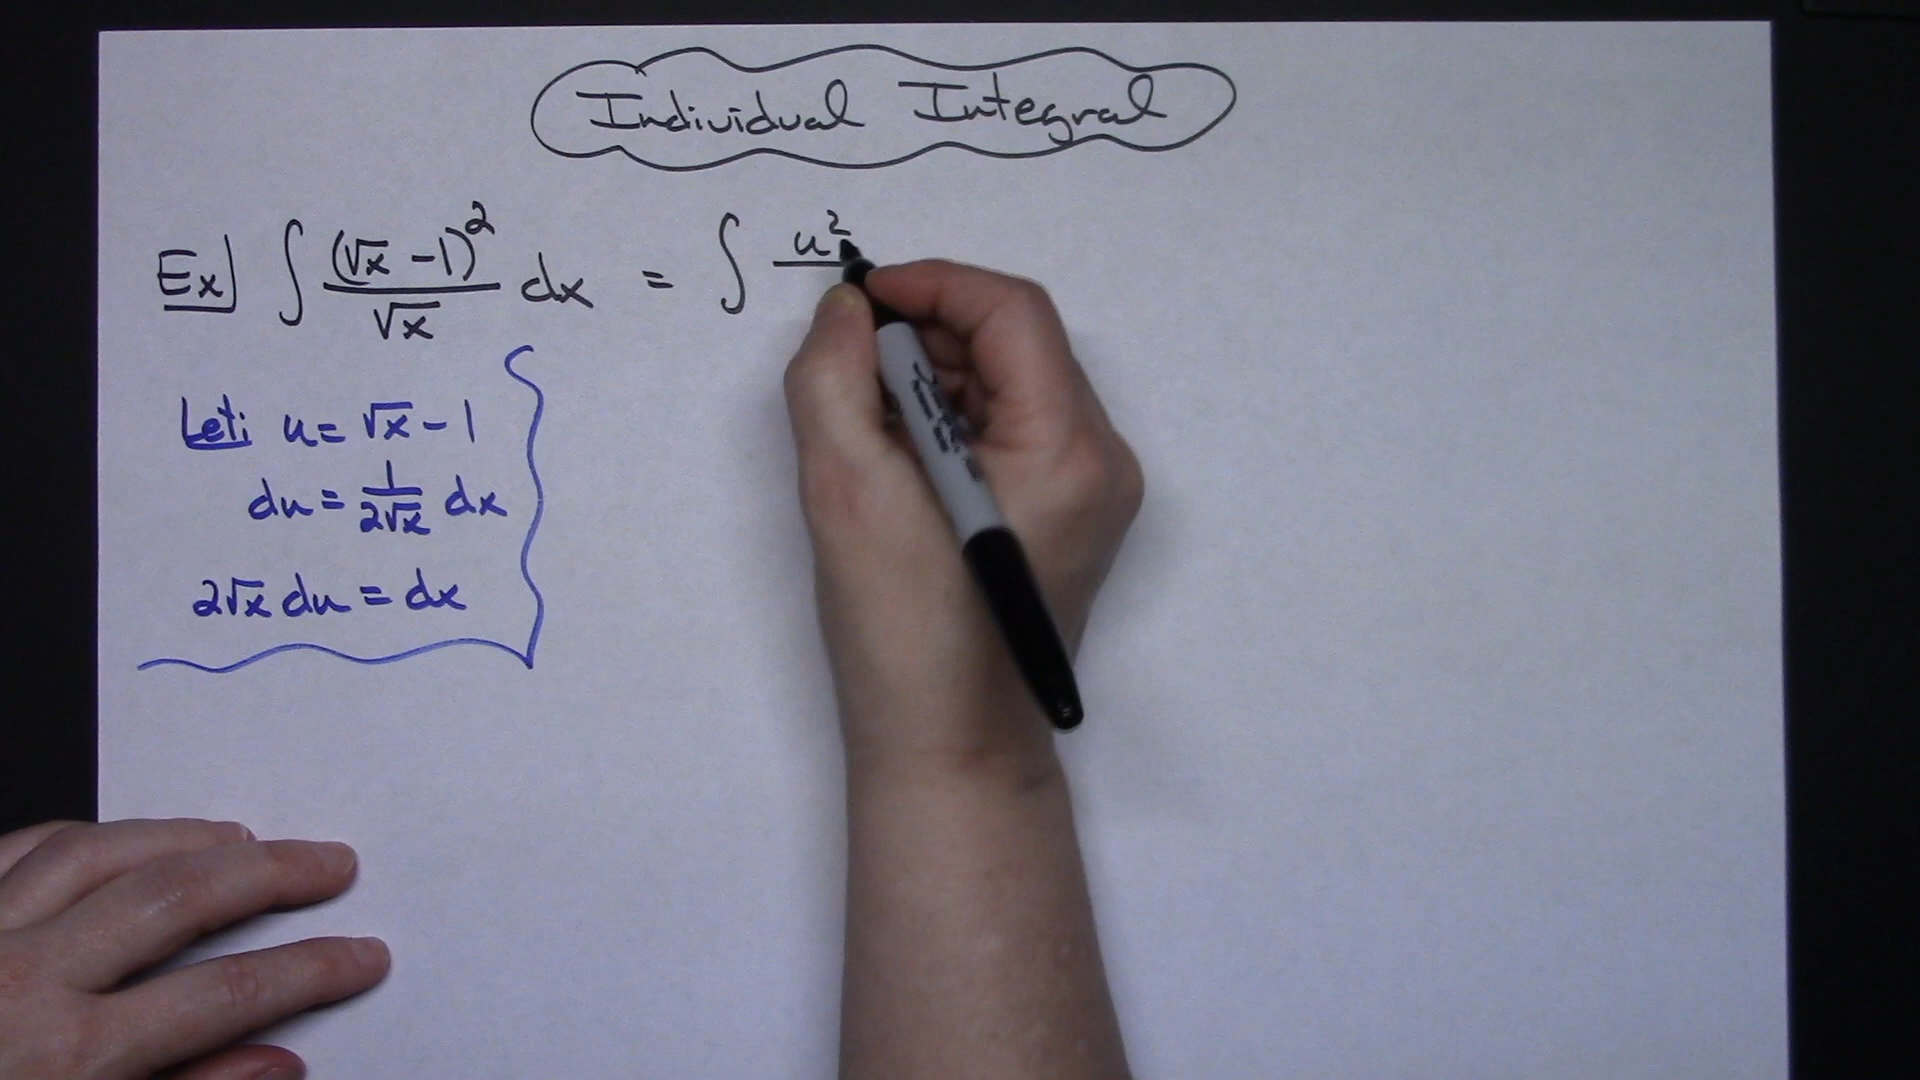 Individual Integral
Ex] ∫ (√x - 1)² / √x dx = ∫ u²
Let: u = √x - 1
du = 1 / 2√x dx
2√x du = dx